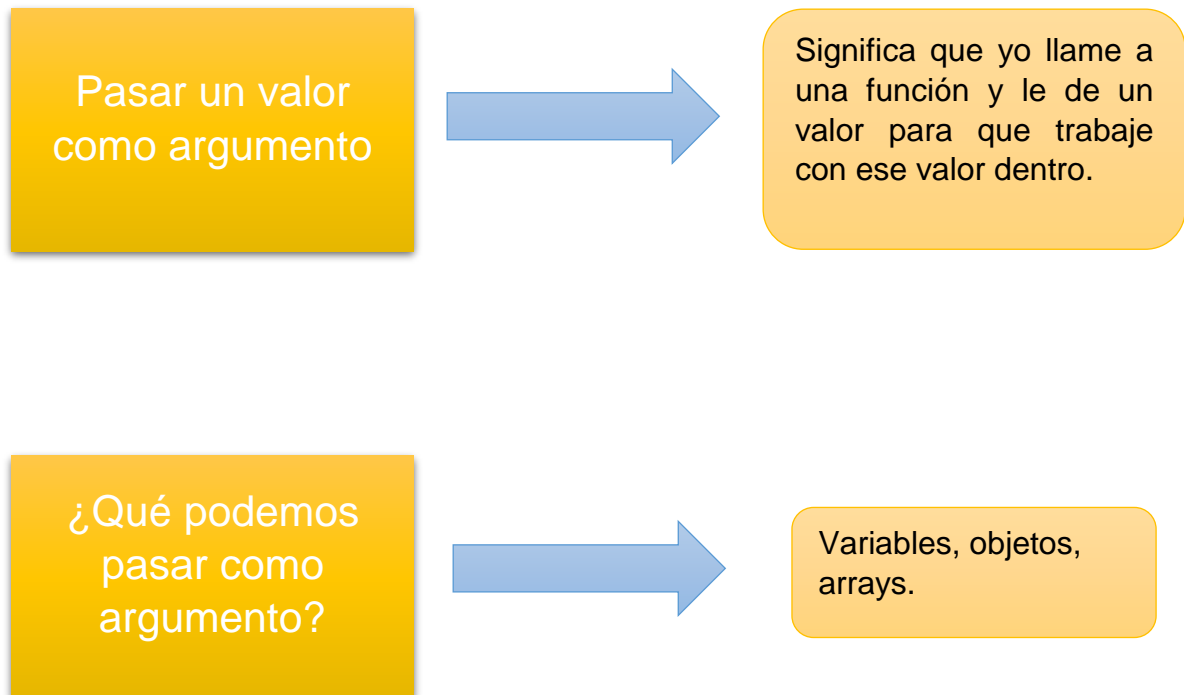 Pasar un valor
como argumento
Significa que yo llame a
una función y le de un
valor para que trabaje
con ese valor dentro.
¿Qué podemos
pasar como
argumento?
Variables, objetos,
arrays.